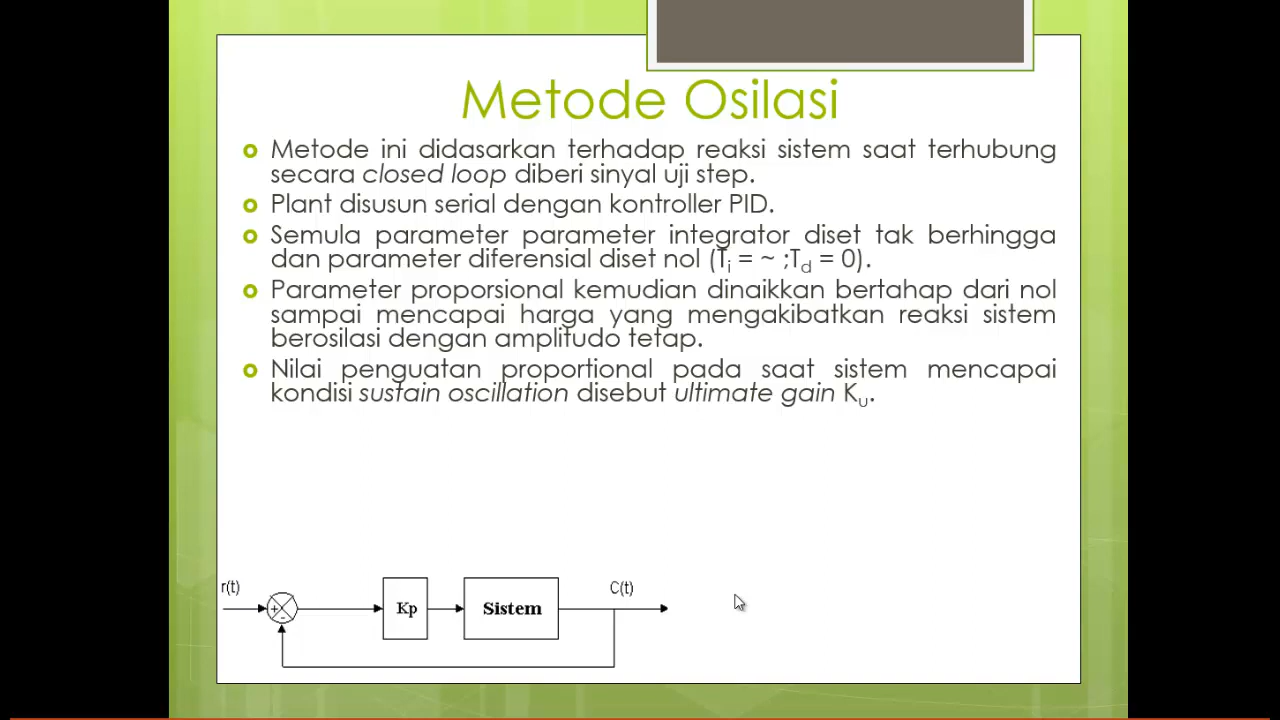 Metode Osilasi
Metode ini didasarkan terhadap reaksi sistem saat terhubung
secara closed loop diberi sinyal uji step.
Plant disusun serial dengan kontroller PID.
Semula parameter parameter integrator diset tak berhingga
dan parameter diferensial diset nol (Ti = ~ ;Td = 0).
Parameter proporsional kemudian dinaikkan bertahap dari nol
sampai mencapai harga yang mengakibatkan reaksi sistem
berosilasi dengan amplitudo tetap.
Nilai penguatan proportional pada saat sistem mencapai
kondisi sustain oscillation disebut ultimate gain Ku.
r(t)
+
-
Kp
Sistem
C(t)